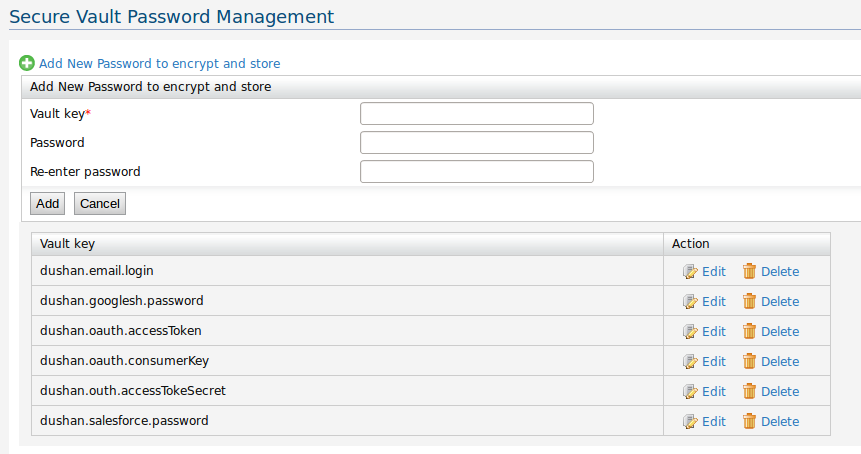 Secure Vault Password Management
Add New Password to encrypt and store
Add New Password to encrypt and store
Vault key*
Password
Re-enter password
Add Cancel
Vault key Action
dushan.email.login Edit Delete
dushan.googlesh.password Edit Delete
dushan.oauth.accessToken Edit Delete
dushan.oauth.consumerKey Edit Delete
dushan.outh.accessTokeSecret Edit Delete
dushan.salesforce.password Edit Delete